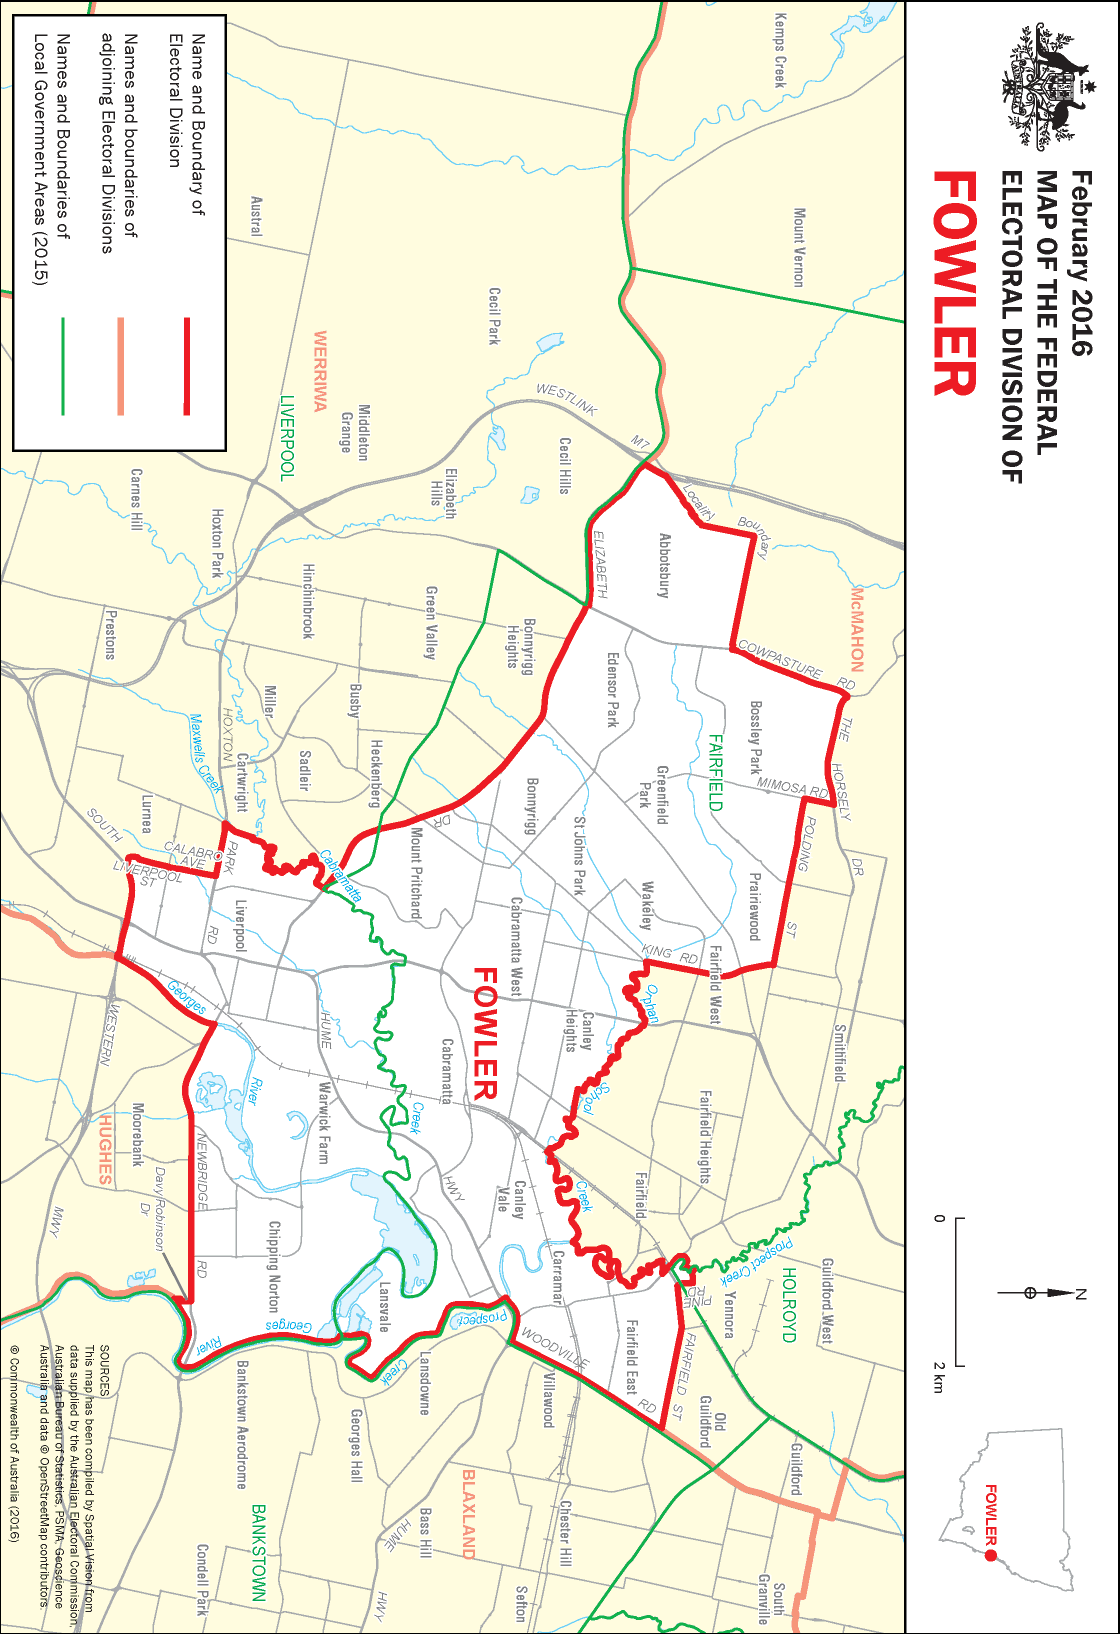 February 2016
MAP OF THE FEDERAL
ELECTORAL DIVISION OF
FOWLER
AUSTRALIA
N
0
2 km
FOWLER
Name and Boundary of
Electoral Division
Names and boundaries of
adjoining Electoral Divisions
Names and Boundaries of
Local Government Areas (2015)
Kemps Creek
Mount Vernon
Austral
Cecil Park
WERRIWA
LIVERPOOL
Middleton
Grange
WESTLINK
M7
Cecil Hills
Elizabeth
Hills
Carnes Hill
Hoxton Park
Locality
Boundary
Abbotsbury
ELIZABETH
McMAHON
Hinchinbrook
Green Valley
Bonnyrigg
Heights
Prestons
COWPASTURE
RD
Edensor Park
Bossley Park
FAIRFIELD
THE
HORSELY
DR
MIMOSA RD
Miller
Busby
Sadleir
Heckenberg
HOXTON
PARK
RD
Maxwells Creek
Cartwright
Lurnea
SOUTH
WESTERN
MWY
CALABRO
AVE
LIVERPOOL
ST
Greenfield
Park
Bonnyrigg
St Johns Park
DR
Mount Pritchard
Cabramatta
Creek
POLDING
ST
Prairiewood
Wakeley
KING RD
Fairfield West
Cabramatta West
Liverpool
FOWLER
Smithfield
Orphan
School
Creek
Canley
Heights
Cabramatta
Georges
River
HUME
HWY
Warwick Farm
Fairfield Heights
Moorebank
HUGHES
NEWBRIDGE
RD
Davy Robinson
Dr
Chipping Norton
Canley
Vale
Fairfield
Carramar
Lansvale
Prospect Creek
HOLROYD
Guildford West
PINE
RD
Yennora
Fairfield East
FAIRFIELD ST
WOODVILLE
RD
Prospect
Creek
Georges
River
Lansdowne
Villawood
Old
Guildford
Guildford
Bankstown Aerodrome
Georges Hall
BLAXLAND
BANKSTOWN
Bass Hill
HUME
HWY
Chester Hill
Condell Park
Sefton
South
Granville
SOURCES
This map has been compiled by Spatial Vision from
data supplied by the Australian Electoral Commission,
Australian Bureau of Statistics, PSMA, Geoscience
Australia and data © OpenStreetMap contributors.
© Commonwealth of Australia (2016)